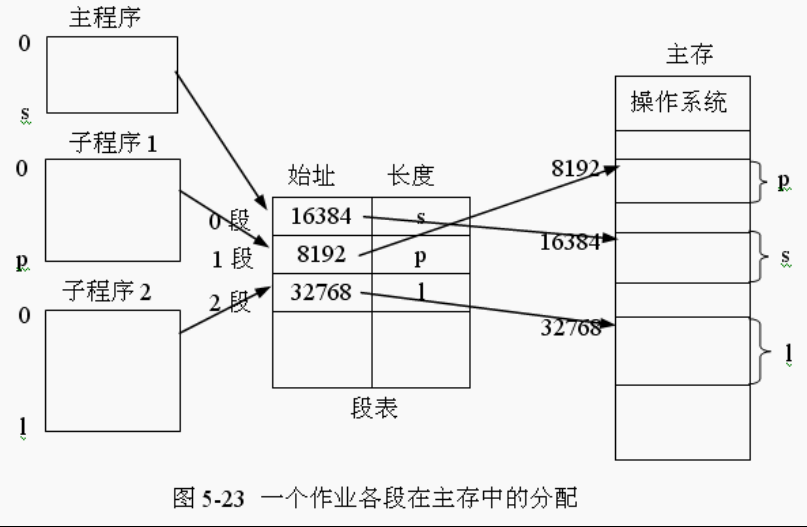 主程序
0
s
子程序 1
0
p
子程序 2
0
l
始址 长度
0 段 16384 s
1 段 8192 p
2 段 32768 l
段表
主存
操作系统
8192 p
16384 s
32768 l
图 5-23 一个作业各段在主存中的分配